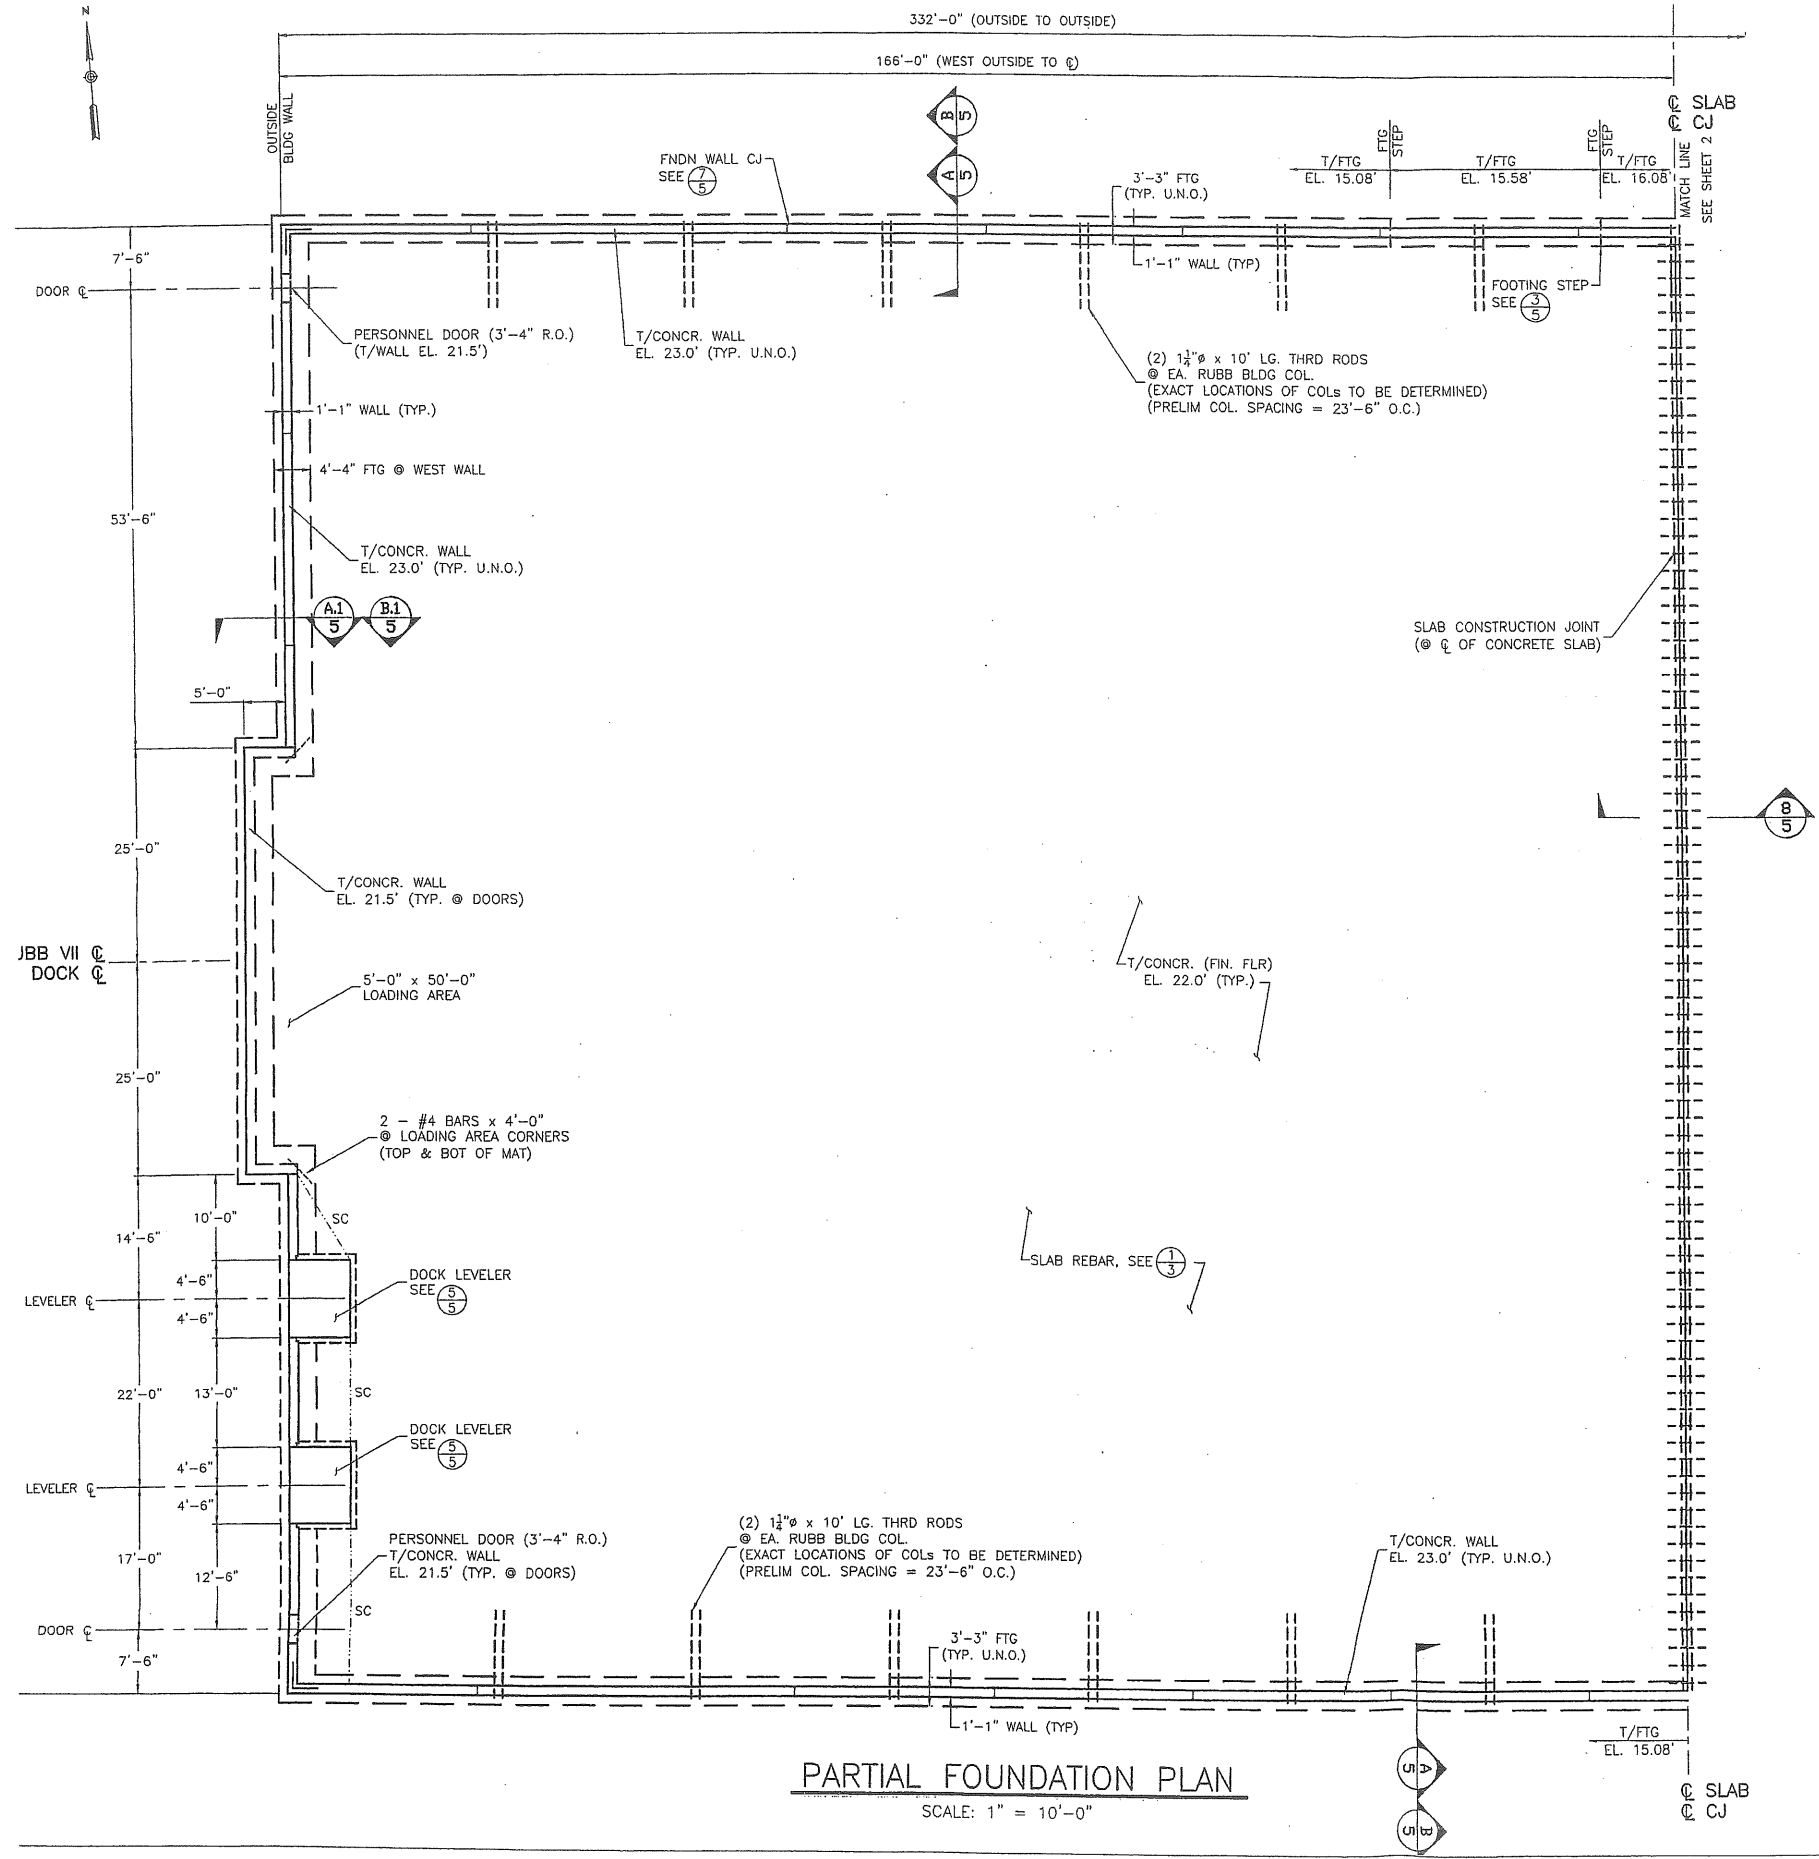 N
332'-0" (OUTSIDE TO OUTSIDE)
166'-0" (WEST OUTSIDE TO ℄)
OUTSIDE
BLDG WALL
B
5
A
5
℄ SLAB
℄ CJ
MATCH LINE
SEE SHEET 2
FTG
STEP
FTG
STEP
T/FTG
EL. 15.08'
T/FTG
EL. 15.58'
T/FTG
EL. 16.08'
FNDN WALL CJ
SEE 7
5
3'-3" FTG
(TYP. U.N.O.)
1'-1" WALL (TYP)
7'-6"
DOOR ℄
PERSONNEL DOOR (3'-4" R.O.)
(T/WALL EL. 21.5')
T/CONCR. WALL
EL. 23.0' (TYP. U.N.O.)
FOOTING STEP
SEE 3
5
(2) 1¼"ø x 10' LG. THRD RODS
@ EA. RUBB BLDG COL.
(EXACT LOCATIONS OF COLs TO BE DETERMINED)
(PRELIM COL. SPACING = 23'-6" O.C.)
1'-1" WALL (TYP.)
4'-4" FTG @ WEST WALL
53'-6"
T/CONCR. WALL
EL. 23.0' (TYP. U.N.O.)
A.1
5
B.1
5
SLAB CONSTRUCTION JOINT
(@ ℄ OF CONCRETE SLAB)
5'-0"
8
5
25'-0"
T/CONCR. WALL
EL. 21.5' (TYP. @ DOORS)
JBB VII ℄
DOCK ℄
5'-0" x 50'-0"
LOADING AREA
T/CONCR. (FIN. FLR)
EL. 22.0' (TYP.)
25'-0"
2 - #4 BARS x 4'-0"
@ LOADING AREA CORNERS
(TOP & BOT OF MAT)
10'-0"
SC
14'-6"
SLAB REBAR, SEE 1
3
4'-6"
DOCK LEVELER
SEE 5
5
LEVELER ℄
4'-6"
22'-0"
13'-0"
SC
DOCK LEVELER
SEE 5
5
4'-6"
LEVELER ℄
4'-6"
PERSONNEL DOOR (3'-4" R.O.)
T/CONCR. WALL
EL. 21.5' (TYP. @ DOORS)
(2) 1¼"ø x 10' LG. THRD RODS
@ EA. RUBB BLDG COL.
(EXACT LOCATIONS OF COLs TO BE DETERMINED)
(PRELIM COL. SPACING = 23'-6" O.C.)
T/CONCR. WALL
EL. 23.0' (TYP. U.N.O.)
17'-0"
12'-6"
SC
DOOR ℄
7'-6"
3'-3" FTG
(TYP. U.N.O.)
1'-1" WALL (TYP)
T/FTG
EL. 15.08'
A
5
B
5
℄ SLAB
℄ CJ
PARTIAL FOUNDATION PLAN
SCALE: 1" = 10'-0"